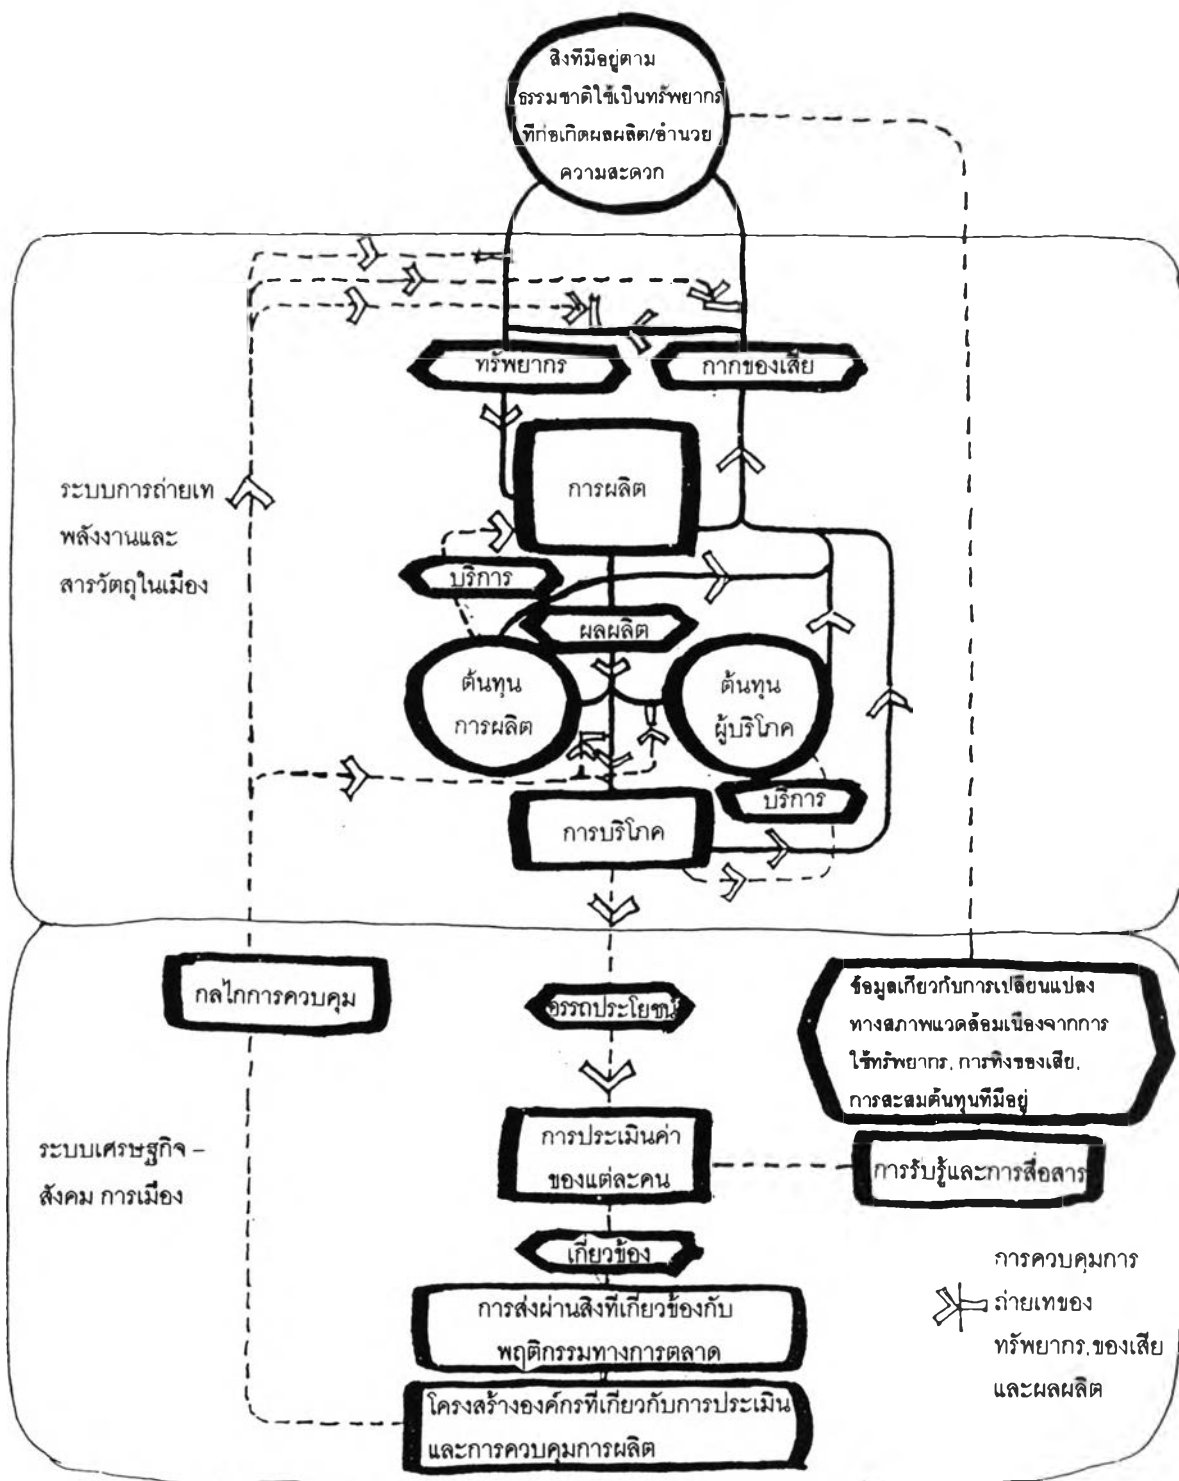 สิ่งที่มีอยู่ตาม
ธรรมชาติใช้เป็นทรัพยากร
ที่ก่อเกิดผลผลิต/อำนวย
ความสะดวก
ทรัพยากร
กากของเสีย
การผลิต
ระบบการถ่ายเท
พลังงานและ
สารวัตถุในเมือง
บริการ
ผลผลิต
ต้นทุน
การผลิต
ต้นทุน
ผู้บริโภค
บริการ
การบริโภค
กลไกการควบคุม
อรรถประโยชน์
ข้อมูลเกี่ยวกับการเปลี่ยนแปลง
ทางสภาพแวดล้อมเนื่องจากการ
ใช้ทรัพยากร, การทิ้งของเสีย,
การสะสมต้นทุนที่มีอยู่
การประเมินค่า
ของแต่ละคน
การรับรู้และการสื่อสาร
ระบบเศรษฐกิจ –
สังคม การเมือง
เกี่ยวข้อง
การส่งผ่านสิ่งที่เกี่ยวข้องกับ
พฤติกรรมทางการตลาด
โครงสร้างองค์กรที่เกี่ยวกับการประเมิน
และการควบคุมการผลิต
การควบคุมการ
ถ่ายเทของ
ทรัพยากร,ของเสีย
และผลผลิต